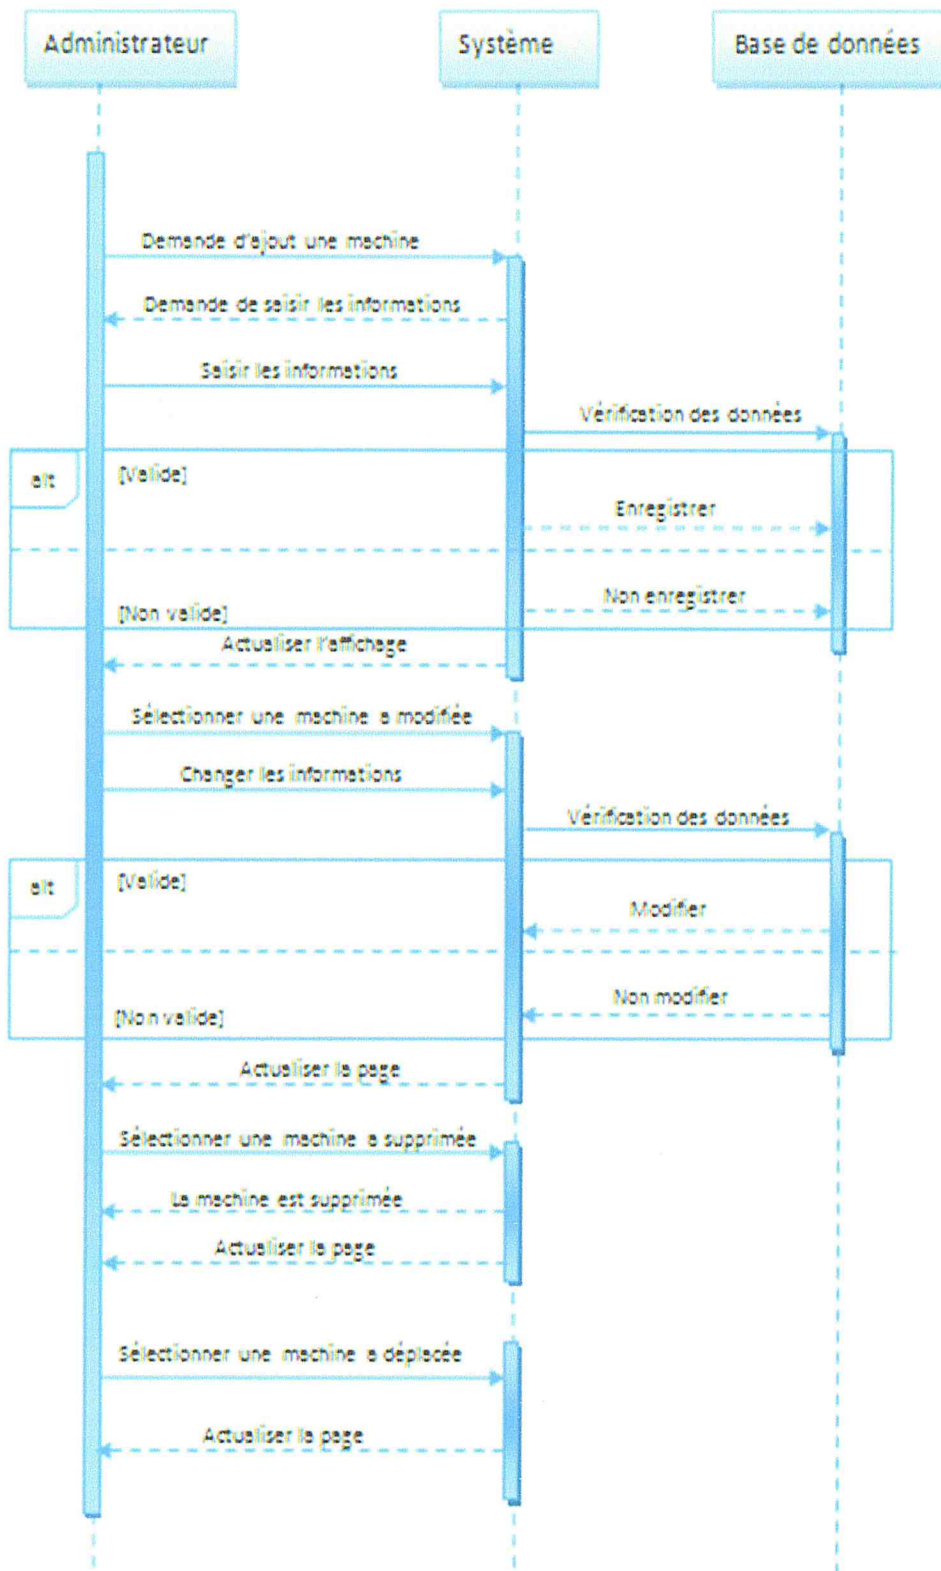 Administrateur
Système
Base de données
Demande d'ajout une machine
Demande de saisir les informations
Saisir les informations
Vérification des données
alt
[Valide]
Enregistrer
Non enregistrer
[Non valide]
Actualiser l'affichage
Sélectionner une machine a modifiée
Changer les informations
Vérification des données
alt
[Valide]
Modifier
Non modifier
[Non valide]
Actualiser la page
Sélectionner une machine a supprimée
La machine est supprimée
Actualiser la page
Sélectionner une machine a déplacée
Actualiser la page